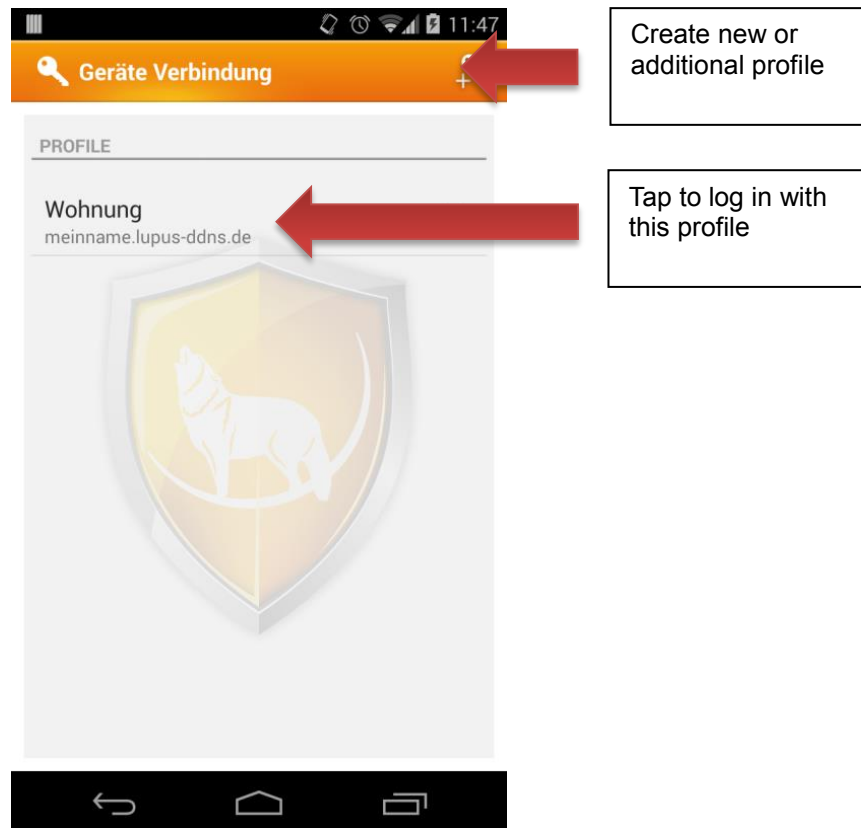 11:47
Geräte Verbindung
+
Create new or
additional profile
PROFILE
Wohnung
meinname.lupus-ddns.de
Tap to log in with
this profile